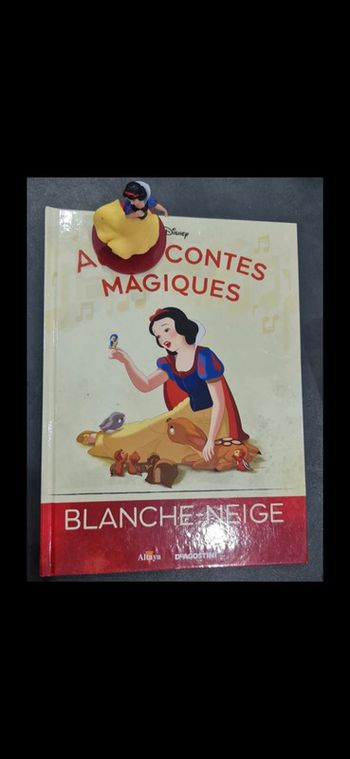 Disney
A CONTES
MAGIQUES
BLANCHE-NEIGE
Altaya
DeAGOSTINI